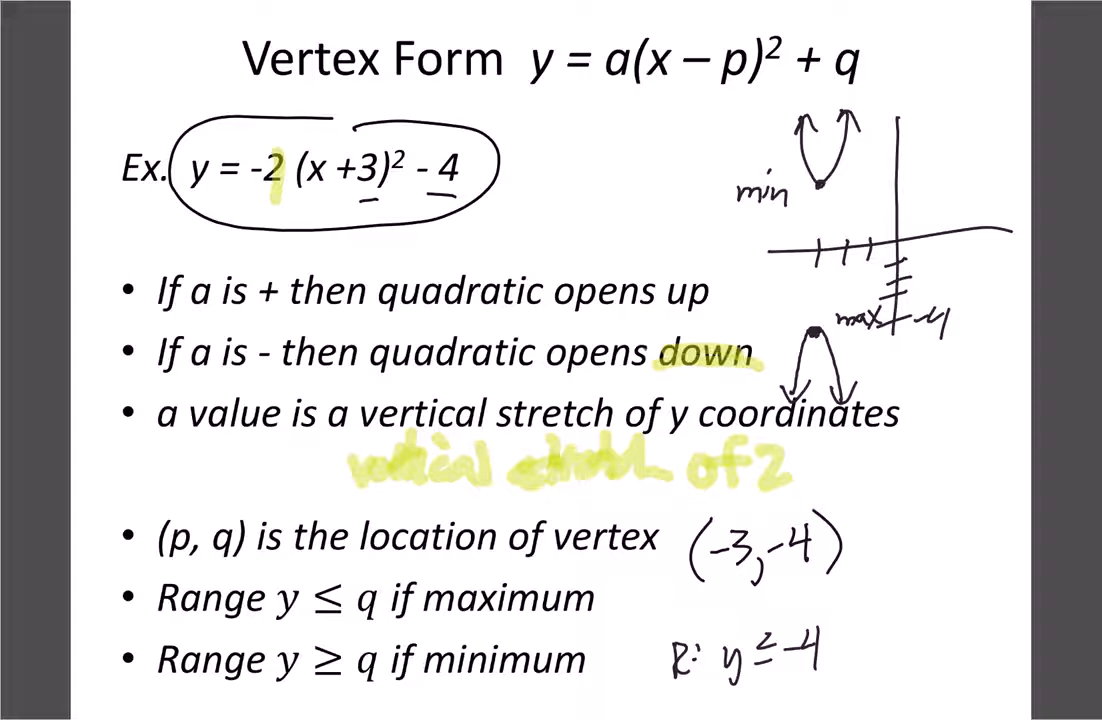 Vertex Form y = a(x – p)² + q
Ex. y = -2 (x +3)² - 4
min
• If a is + then quadratic opens up
max -4
• If a is - then quadratic opens down
• a value is a vertical stretch of y coordinates
vertical stretch of 2
• (p, q) is the location of vertex (-3, -4)
• Range y ≤ q if maximum
• Range y ≥ q if minimum R: y ≤ -4